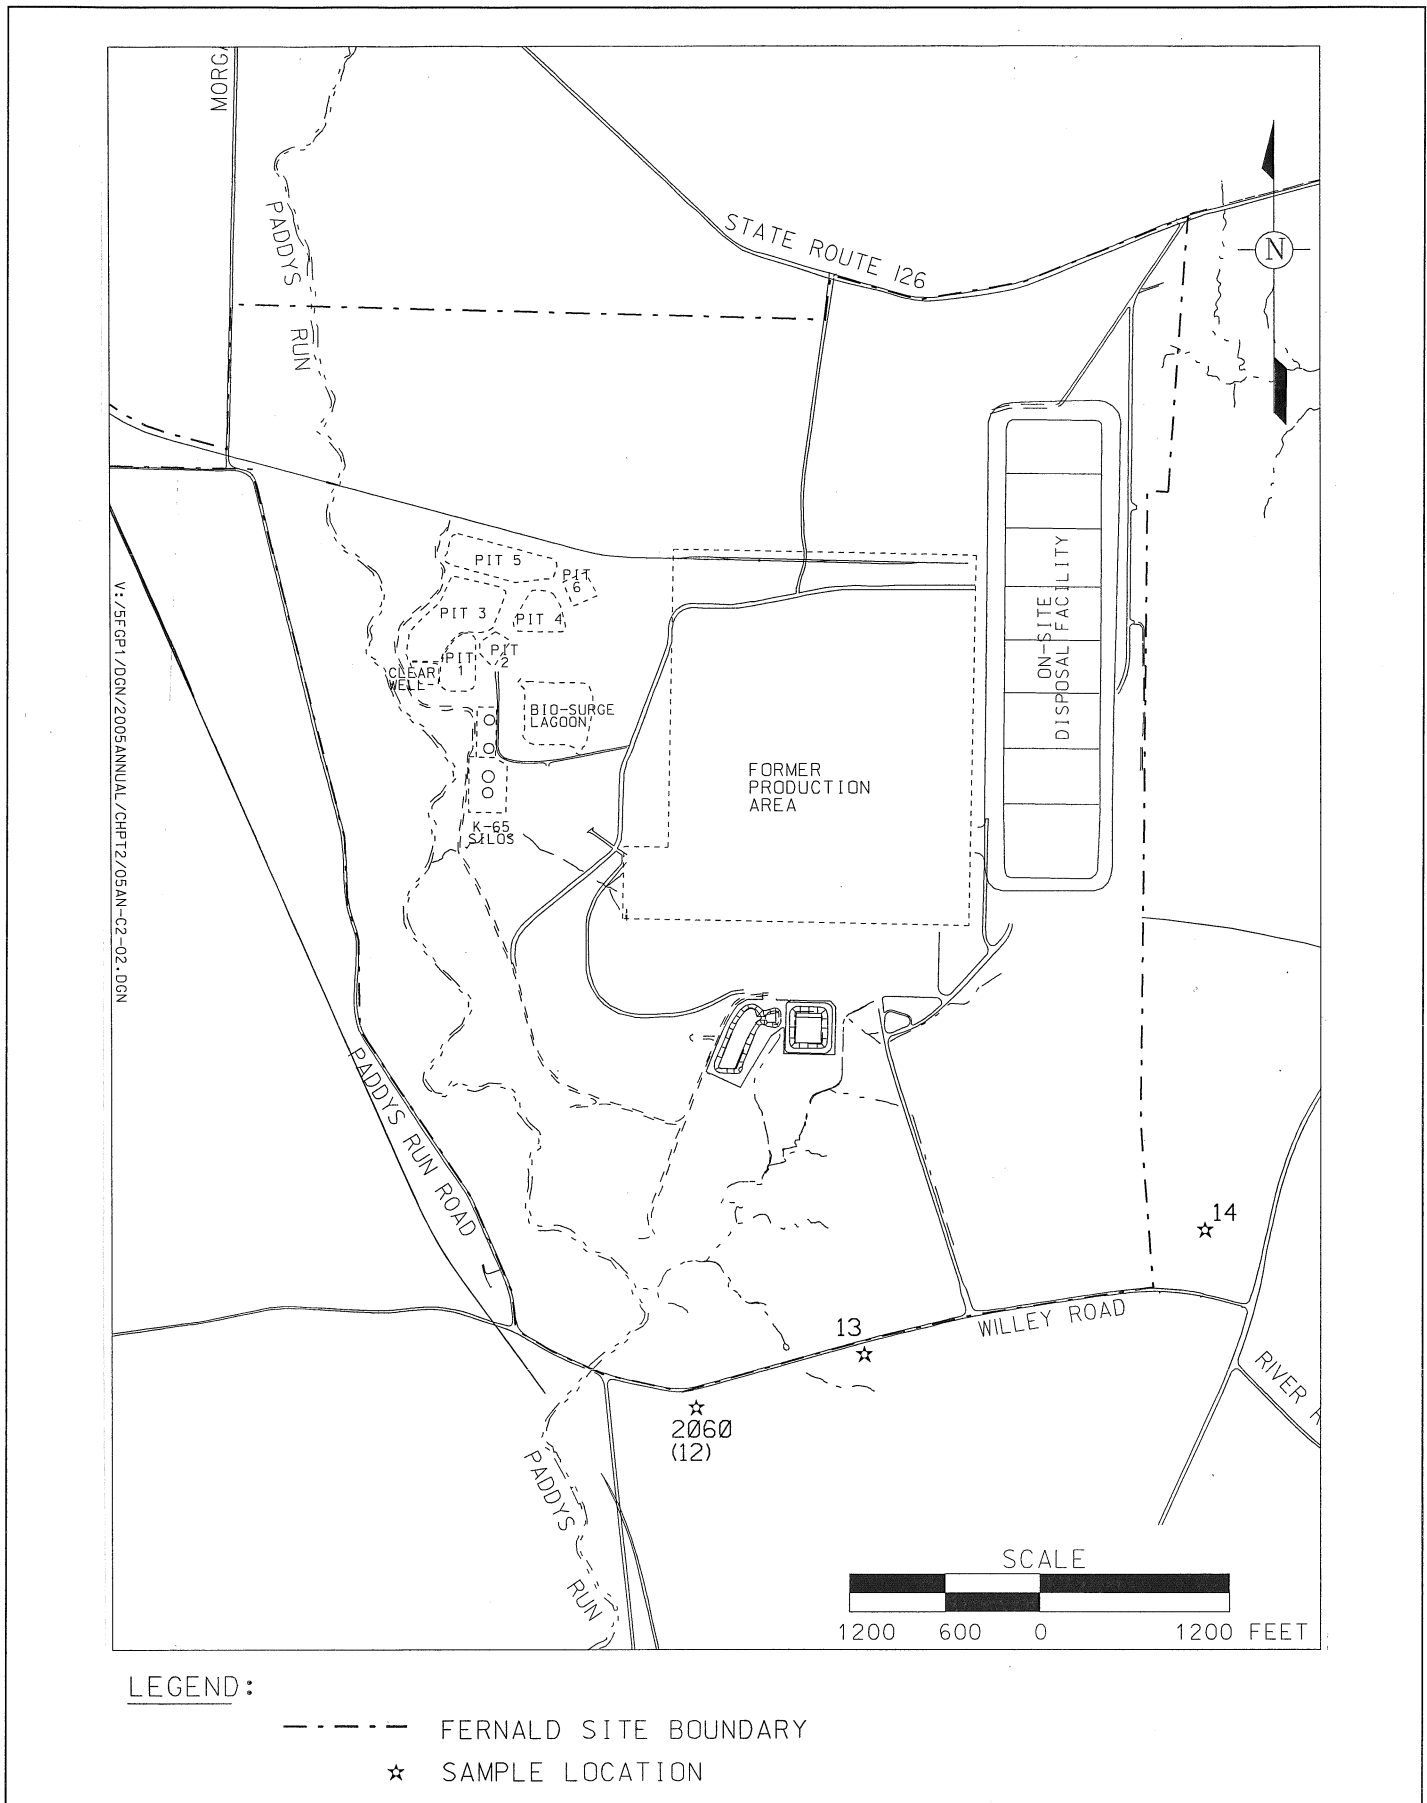 MORGA
PADDYS
RUN
STATE ROUTE 126
N
PIT 5
PIT
6
PIT 3
PIT 4
PIT
1
PIT
2
CLEAR
WELL
BIO-SURGE
LAGOON
K-65
SILOS
FORMER
PRODUCTION
AREA
ON-SITE
DISPOSAL FACILITY
V:/5FGP1/DGN/2005ANNUAL/CHPT2/05AN-C2-02.DGN
PADDYS RUN ROAD
14
13
WILLEY ROAD
RIVER R
2060
(12)
PADDYS
RUN
SCALE
1200 600 0 1200 FEET
LEGEND:
FERNALD SITE BOUNDARY
SAMPLE LOCATION